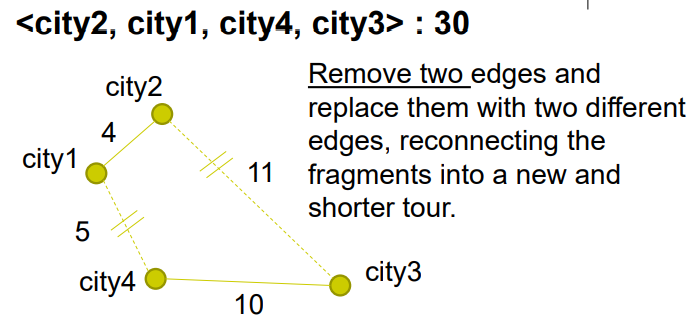 <city2, city1, city4, city3> : 30
Remove two edges and
replace them with two different
edges, reconnecting the
fragments into a new and
shorter tour.
city2
4
city1
11
5
city4
city3
10